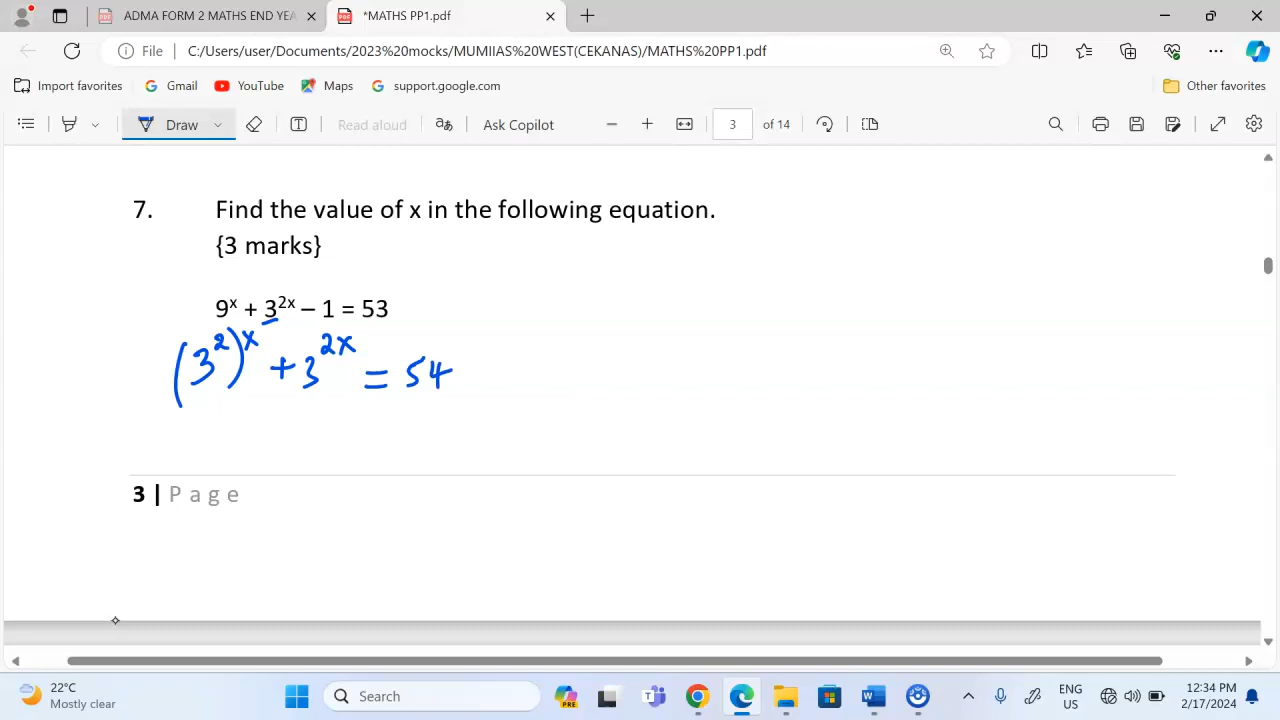 ADMA FORM 2 MATHS END YEA
*MATHS PP1.pdf
File
C:/Users/user/Documents/2023%20mocks/MUMIIAS%20WEST(CEKANAS)/MATHS%20PP1.pdf
Import favorites
Gmail
YouTube
Maps
support.google.com
Other favorites
Draw
Read aloud
Ask Copilot
3
of 14
7. Find the value of x in the following equation.
{3 marks}
9ˣ + 3²ˣ – 1 = 53
(3²)ˣ + 3²ˣ = 54
3 | Page
22°C
Mostly clear
Search
PRE
ENG
US
12:34 PM
2/17/2024